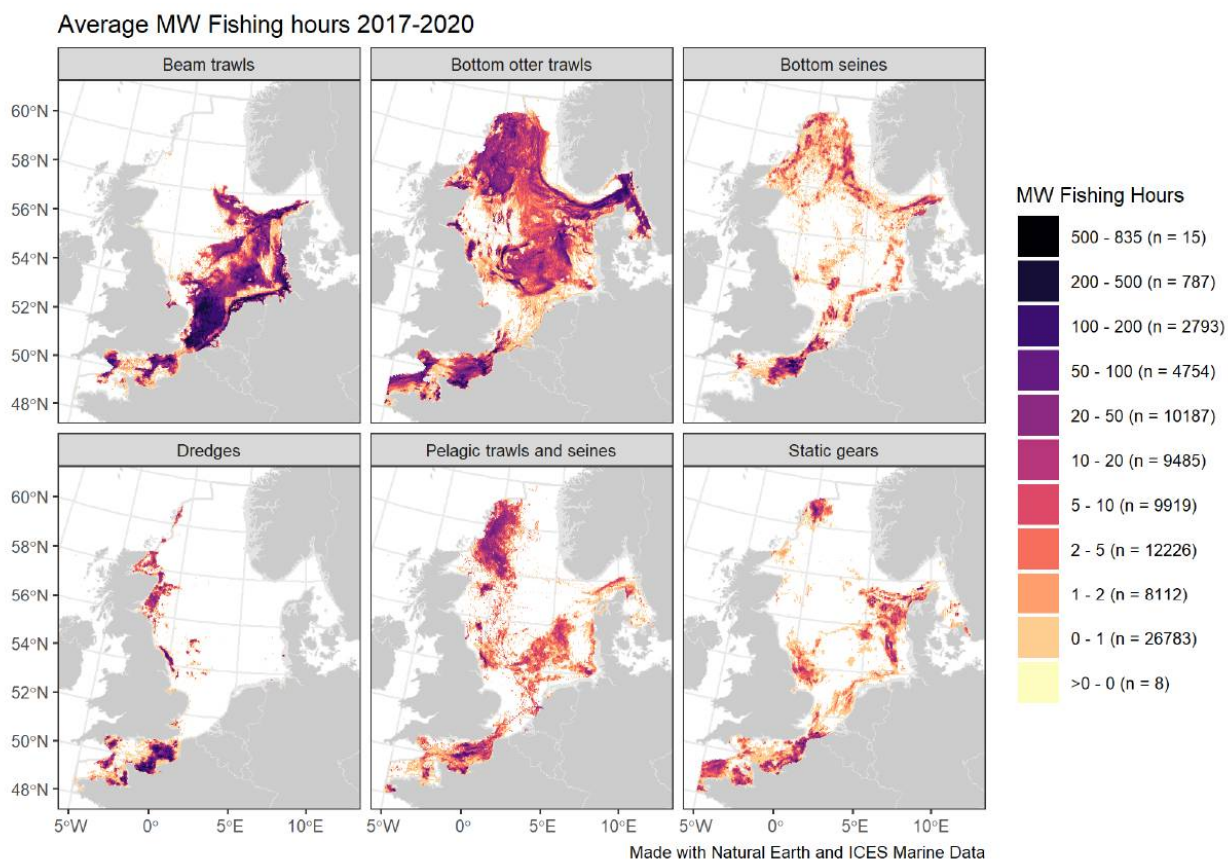 Average MW Fishing hours 2017-2020
Beam trawls
Bottom otter trawls
Bottom seines
60°N
58°N
56°N
54°N
52°N
50°N
48°N
Dredges
Pelagic trawls and seines
Static gears
60°N
58°N
56°N
54°N
52°N
50°N
48°N
5°W 0° 5°E 10°E
5°W 0° 5°E 10°E
5°W 0° 5°E 10°E
MW Fishing Hours
500 - 835 (n = 15)
200 - 500 (n = 787)
100 - 200 (n = 2793)
50 - 100 (n = 4754)
20 - 50 (n = 10187)
10 - 20 (n = 9485)
5 - 10 (n = 9919)
2 - 5 (n = 12226)
1 - 2 (n = 8112)
0 - 1 (n = 26783)
>0 - 0 (n = 8)
Made with Natural Earth and ICES Marine Data